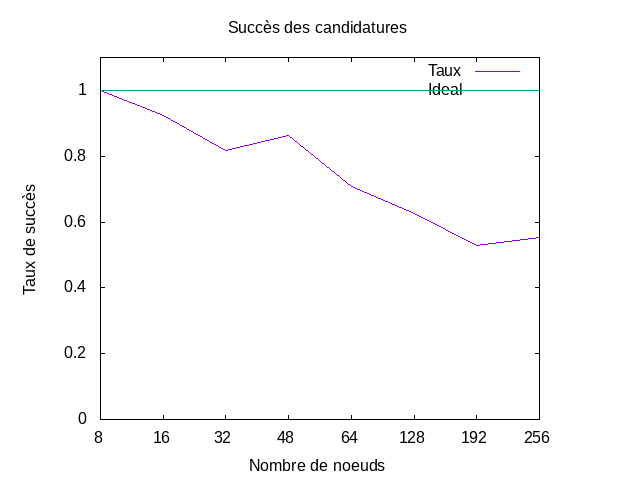 Succès des candidatures
Taux
Ideal
1
0.8
0.6
0.4
0.2
0
Taux de succès
8 16 32 48 64 128 192 256
Nombre de noeuds